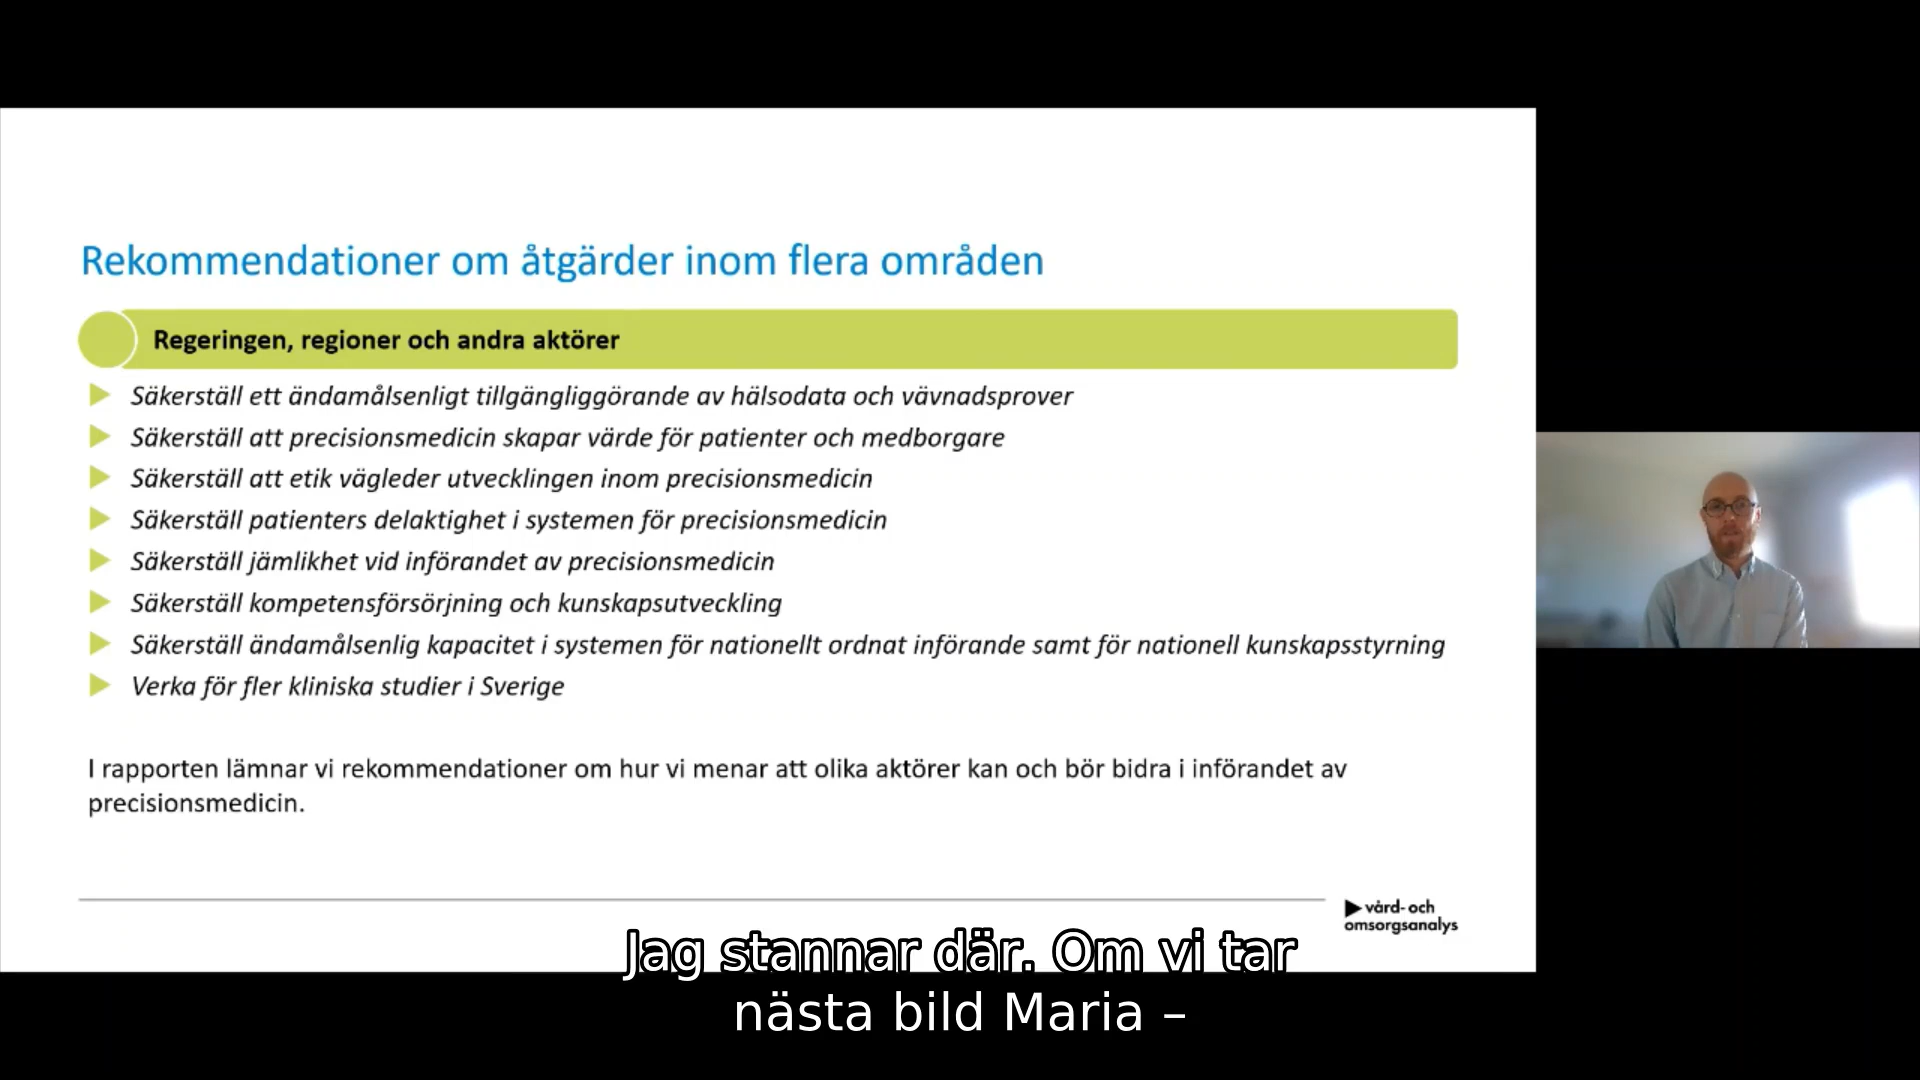 Rekommendationer om åtgärder inom flera områden
Regeringen, regioner och andra aktörer
Säkerställ ett ändamålsenligt tillgängliggörande av hälsodata och vävnadsprover
Säkerställ att precisionsmedicin skapar värde för patienter och medborgare
Säkerställ att etik vägleder utvecklingen inom precisionsmedicin
Säkerställ patienters delaktighet i systemen för precisionsmedicin
Säkerställ jämlikhet vid införandet av precisionsmedicin
Säkerställ kompetensförsörjning och kunskapsutveckling
Säkerställ ändamålsenlig kapacitet i systemen för nationellt ordnat införande samt för nationell kunskapsstyrning
Verka för fler kliniska studier i Sverige
I rapporten lämnar vi rekommendationer om hur vi menar att olika aktörer kan och bör bidra i införandet av
precisionsmedicin.
vård- och
omsorgsanalys
Jag stannar där. Om vi tar
nästa bild Maria –